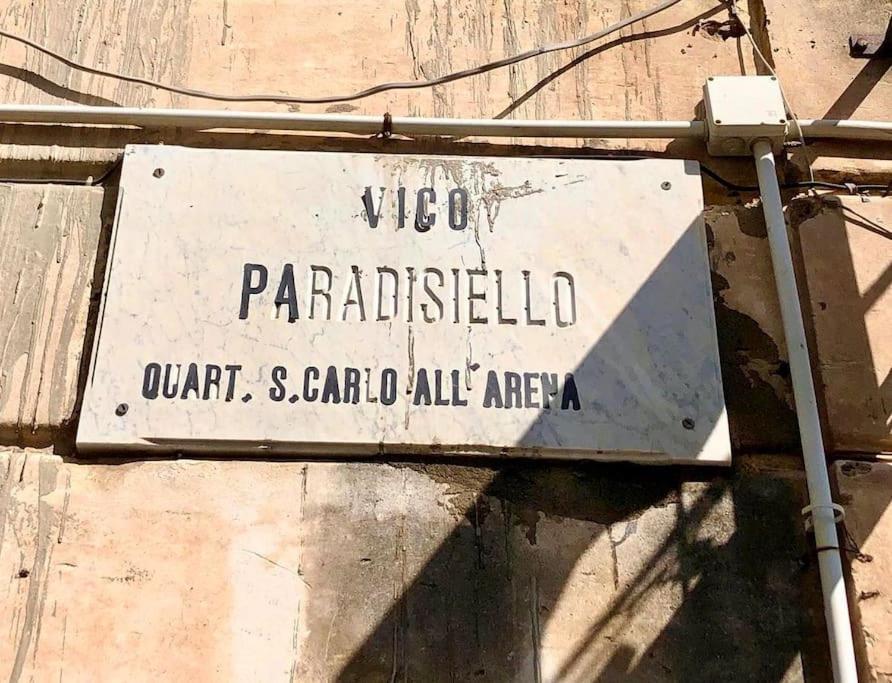 VICO
PARADISIELLO
QUART. S.CARLO ALL'ARENA